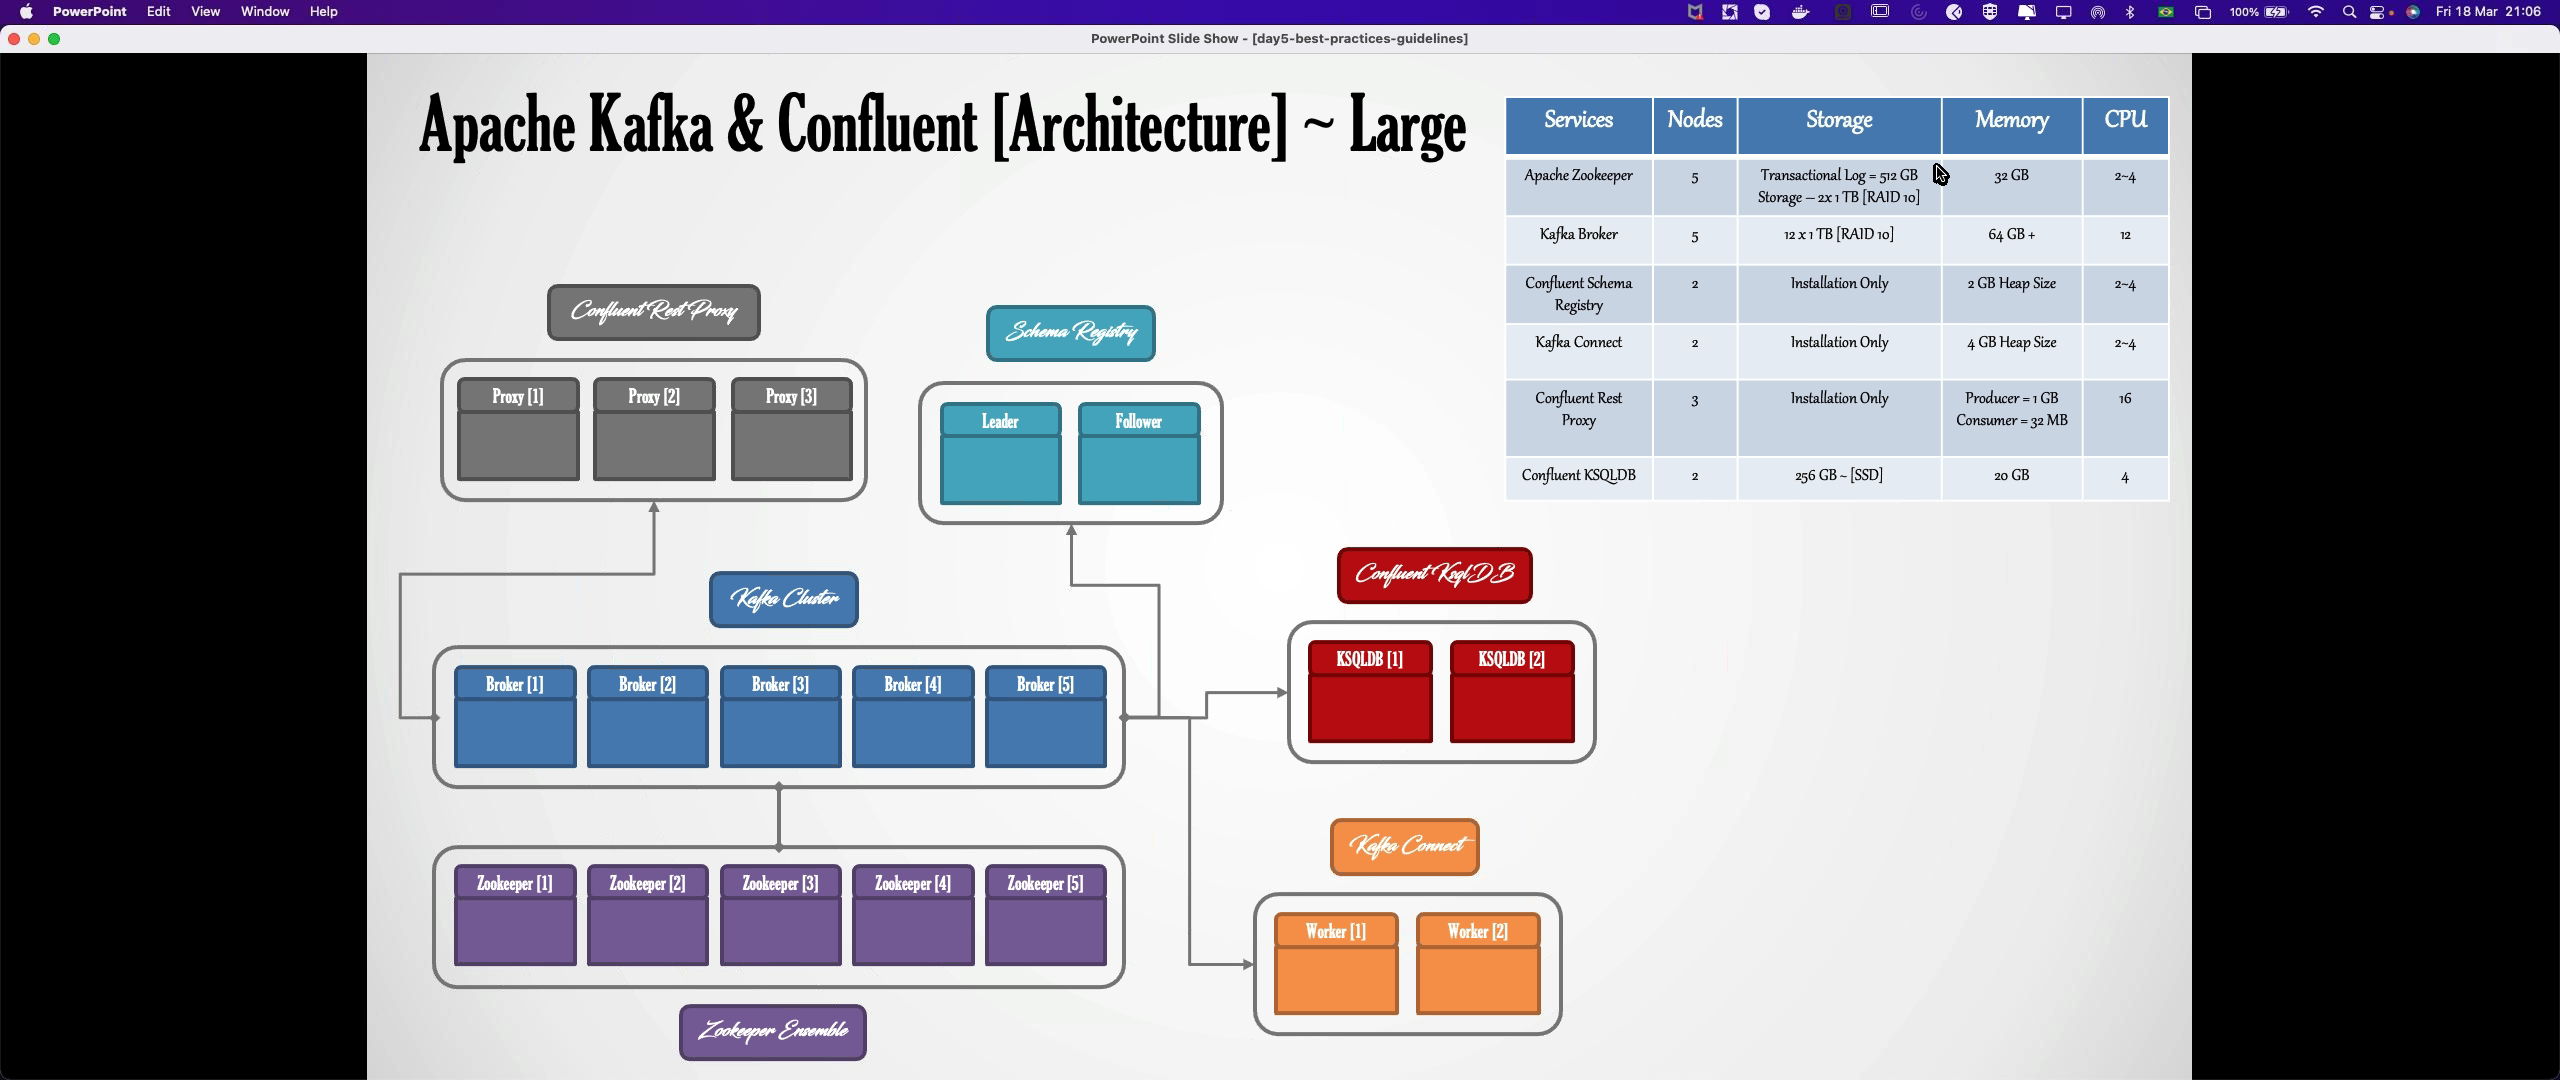 PowerPoint Edit View Window Help 100% Fri 18 Mar 21:06
PowerPoint Slide Show - [day5-best-practices-guidelines]
Apache Kafka & Confluent [Architecture] ~ Large
Services Nodes Storage Memory CPU
Apache Zookeeper 5 Transactional Log = 512 GB 32 GB 2~4
Storage – 2x 1 TB [RAID 10]
Kafka Broker 5 12 x 1 TB [RAID 10] 64 GB + 12
Confluent Schema 2 Installation Only 2 GB Heap Size 2~4
Registry
Kafka Connect 2 Installation Only 4 GB Heap Size 2~4
Confluent Rest 3 Installation Only Producer = 1 GB 16
Proxy Consumer = 32 MB
Confluent KSQLDB 2 256 GB ~ [SSD] 20 GB 4
Confluent Rest Proxy
Proxy [1] Proxy [2] Proxy [3]
Schema Registry
Leader Follower
Kafka Cluster
Broker [1] Broker [2] Broker [3] Broker [4] Broker [5]
Confluent KsqlDB
KSQLDB [1] KSQLDB [2]
Zookeeper [1] Zookeeper [2] Zookeeper [3] Zookeeper [4] Zookeeper [5]
Zookeeper Ensemble
Kafka Connect
Worker [1] Worker [2]